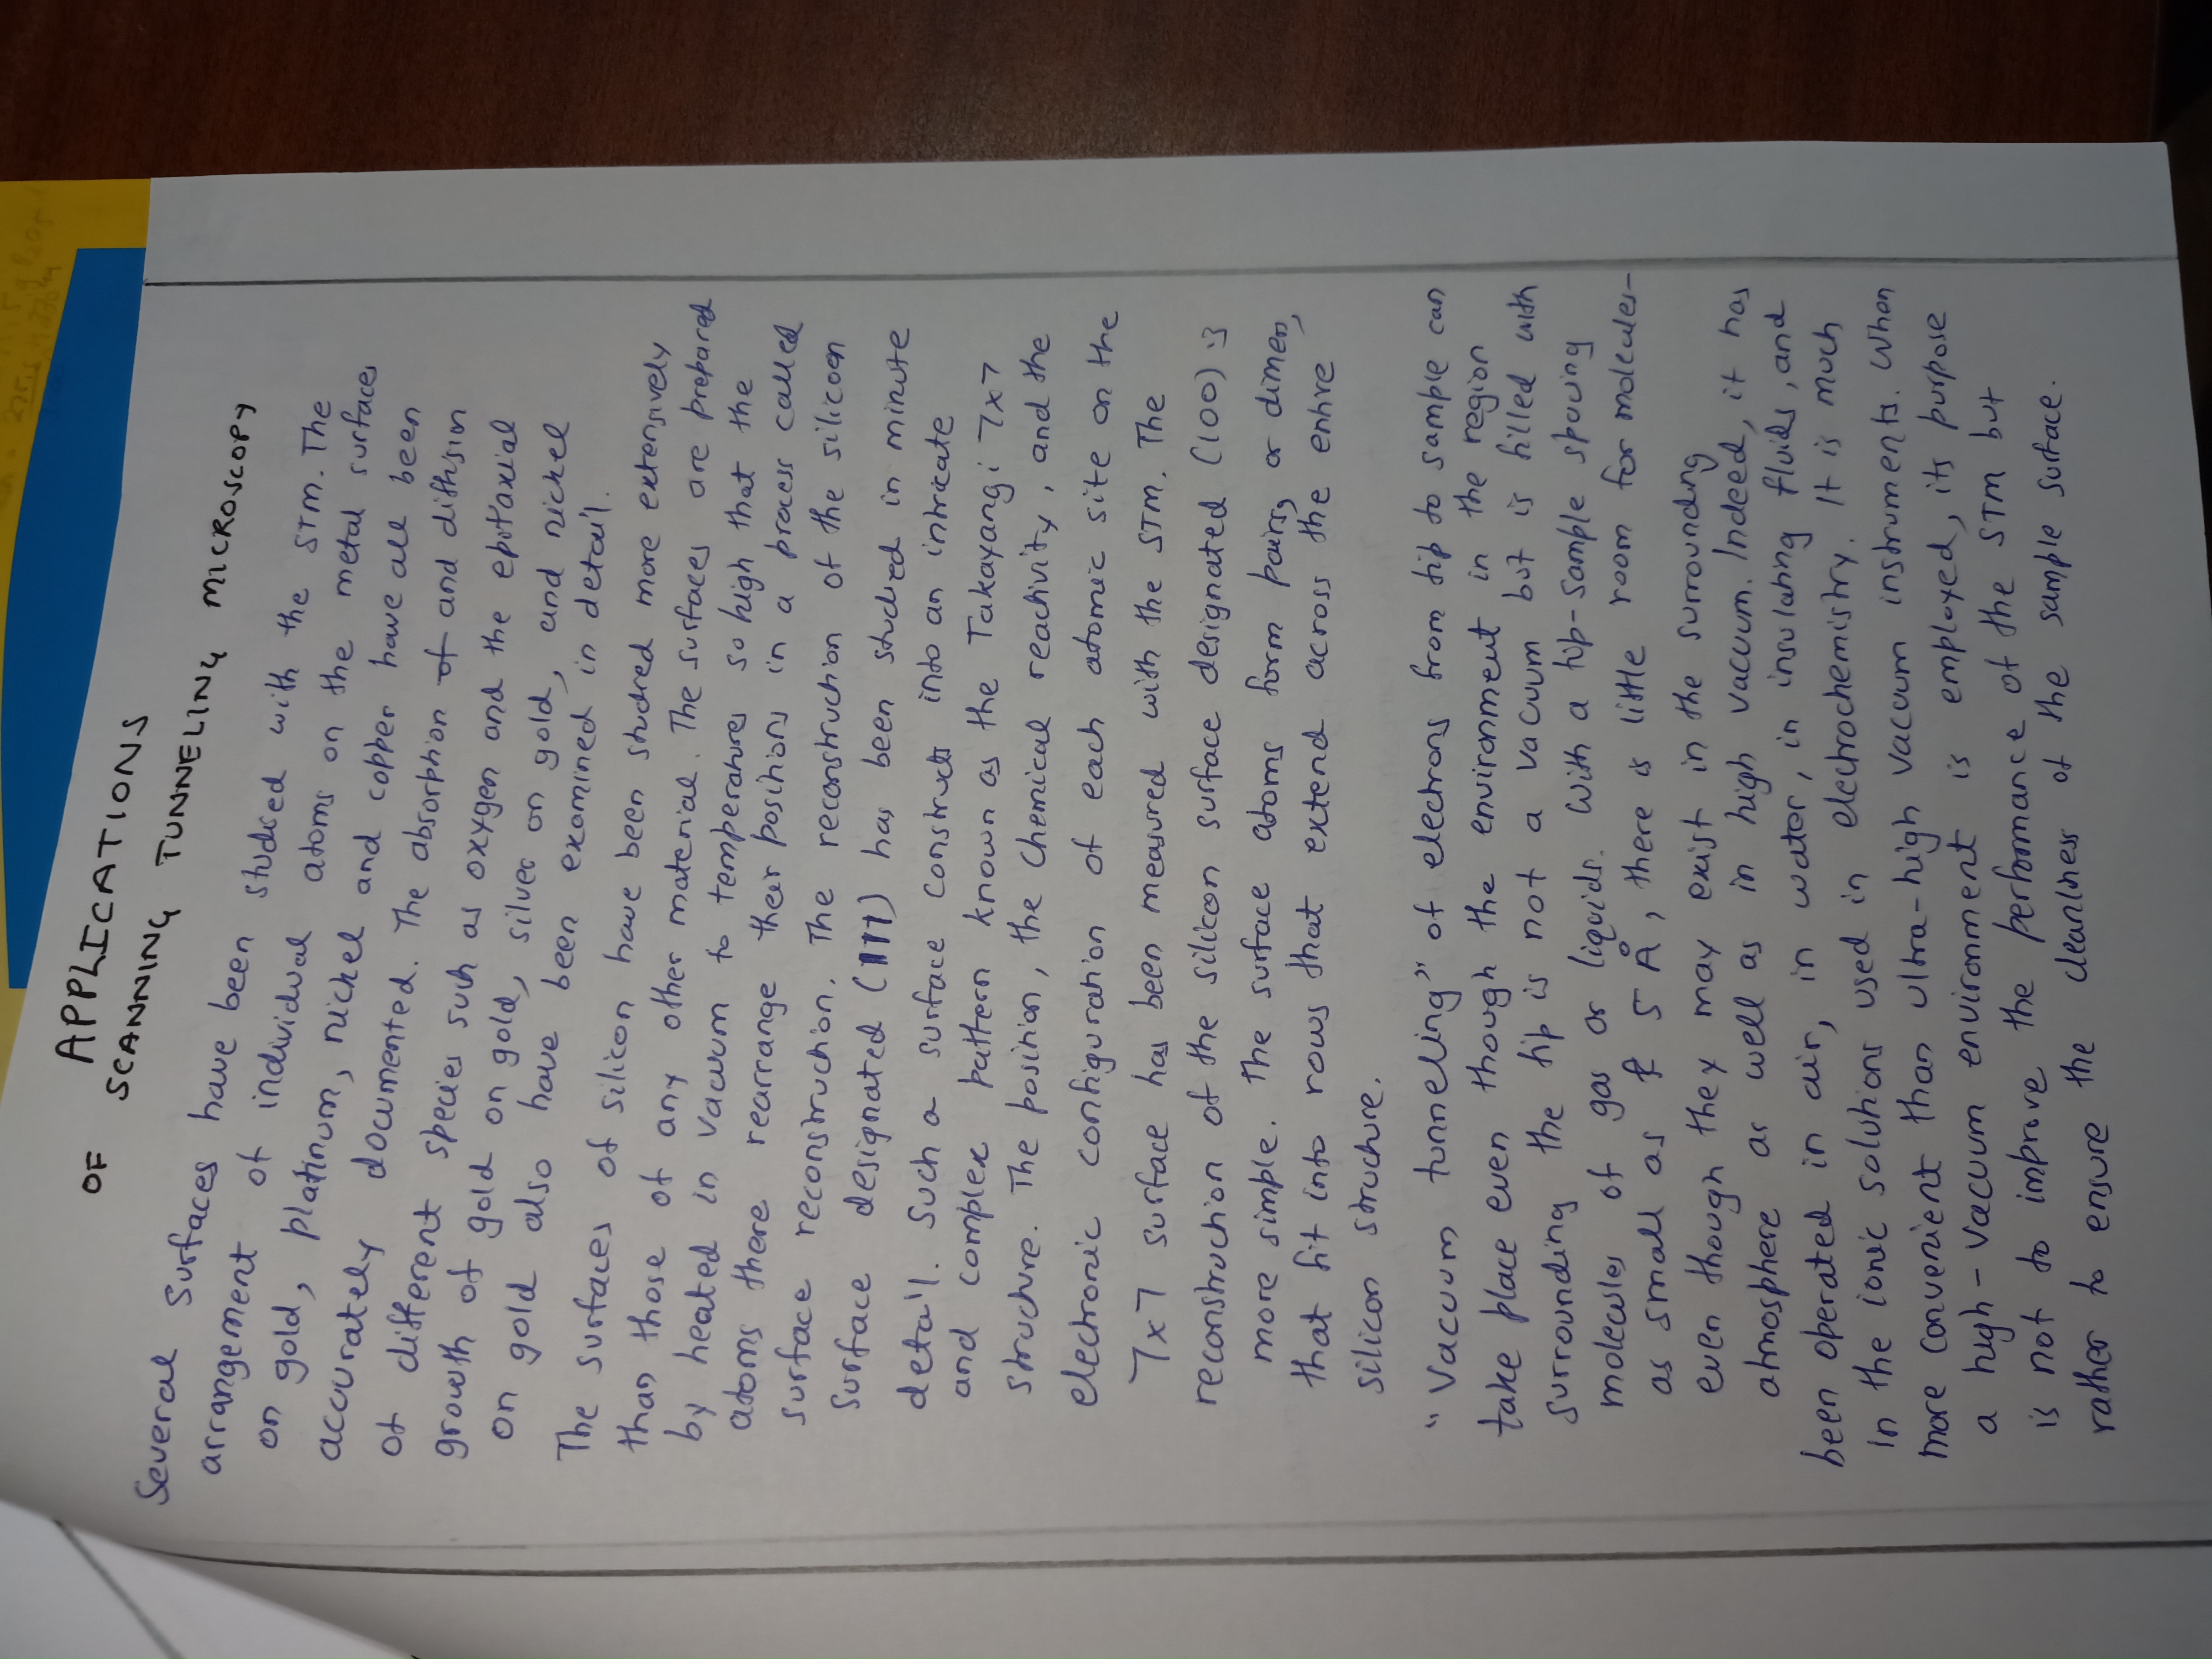 APPLICATIONS
OF SCANNING TUNNELING MICROSCOPY
Several Surfaces have been studied with the STM. The
arrangement of individual atoms on the metal surfaces
on gold, platinum, nickel and copper have all been
accurately documented. The absorption of and diffusion
of different species such as oxygen and the epitaxial
growth of gold on gold, silver on gold, and nickel
on gold also have been examined in detail.
The surfaces of silicon have been studied more extensively
than those of any other material. The surfaces are prepared
by heated in vacuum to temperatures so high that the
atoms there rearrange their positions in a process called
surface reconstruction. The reconstruction of the silicoen
Surface designated (111) has been studied in minute
detail. Such a surface constructs into an intricate
and complex pattern known as the Takayangi 7x7
structure. The position, the chemical reactivity, and the
electronic configuration of each atomic site on the
7x7 surface has been measured with the STM. The
reconstruction of the silicon surface designated (100) is
more simple. The surface atoms form pairs, or dimers,
that fit into rows that extend across the entire
silicon structure.
"Vacuum tunneling" of electrons from tip to sample can
take place even though the environment in the region
surrounding the tip is not a vacuum but is filled with
molecules of gas or liquids. With a tip-sample spacing
as small as 5 Å, there is little room for molecules-
even though they may exist in the surrounding
atmosphere as well as in high vacuum. Indeed, it has
been operated in air, in water, in insulating fluids, and
in the ionic solutions used in electrochemistry. It is much
more convenient than ultra-high vacuum instruments. When
a high-vacuum environment is employed, its purpose
is not to improve the performance of the STM but
rather to ensure the cleanliness of the sample surface.